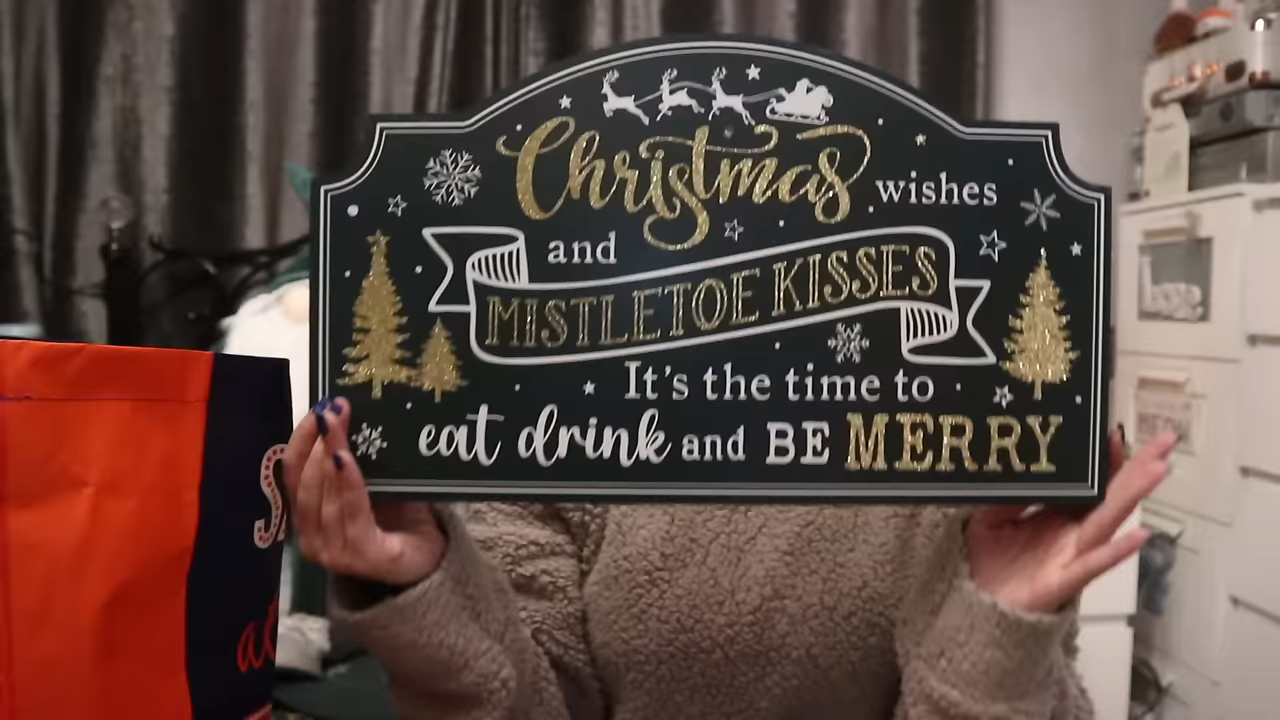 Christmas wishes
and
MISTLETOE KISSES
It's the time to
eat drink and BE MERRY